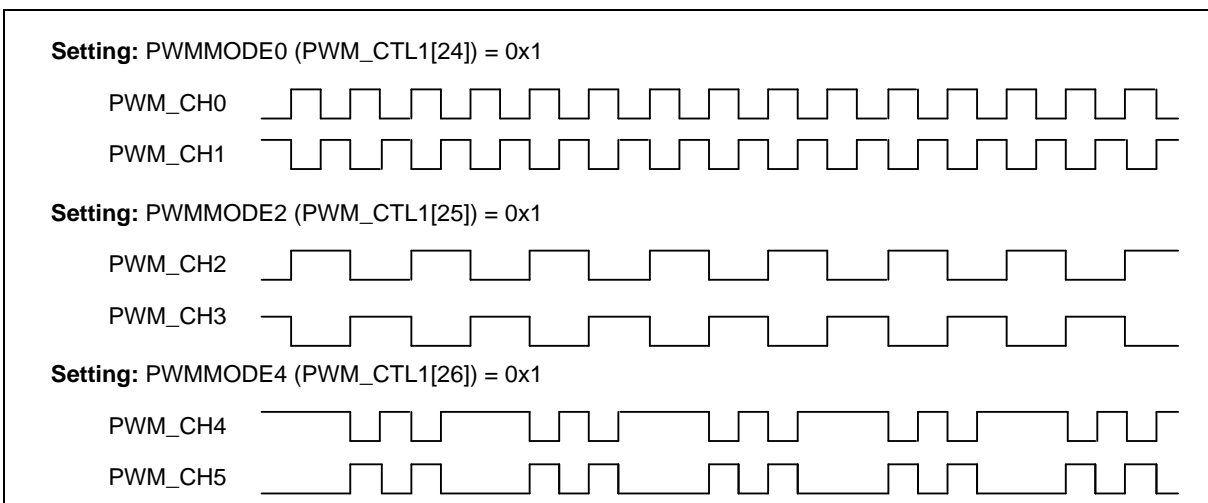 Setting: PWMMODE0 (PWM_CTL1[24]) = 0x1
PWM_CH0
PWM_CH1
Setting: PWMMODE2 (PWM_CTL1[25]) = 0x1
PWM_CH2
PWM_CH3
Setting: PWMMODE4 (PWM_CTL1[26]) = 0x1
PWM_CH4
PWM_CH5